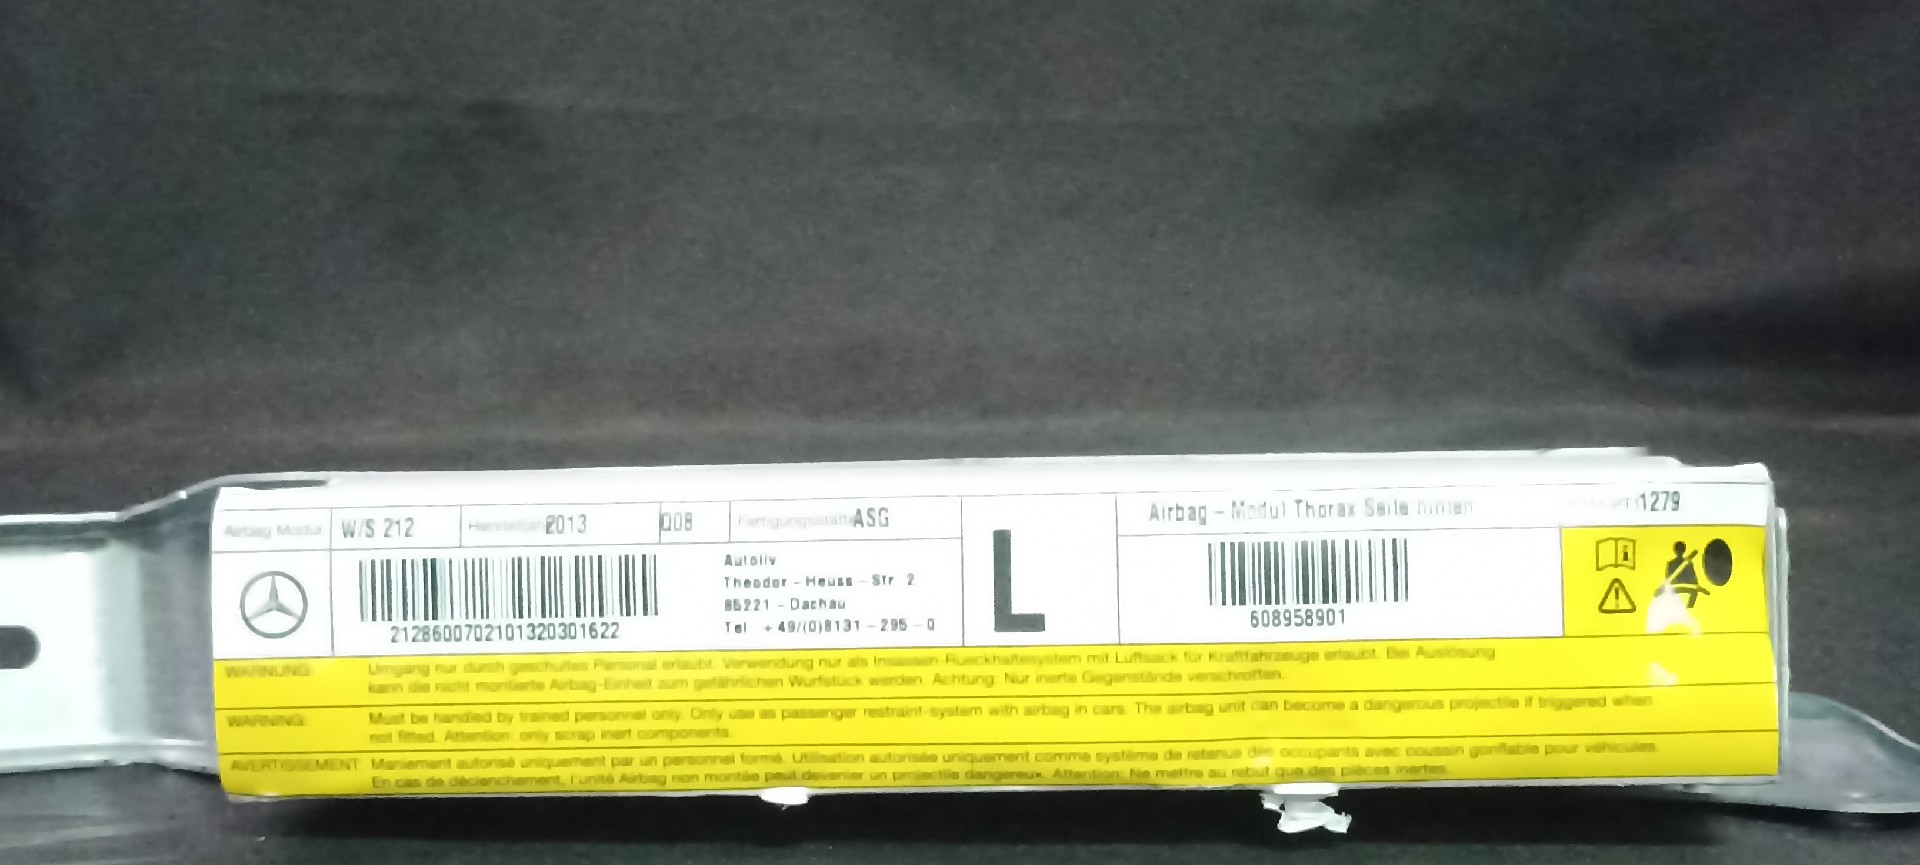 Airbag Modul W/S 212 Herstelljahr 2013 Q08 Fertigungsstätte ASG
Airbag - Modul Thorax Seite hinten 1279
2128600702101320301622
Autoliv
Theodor - Heuss - Str. 2
85221 - Dachau
Tel. +49/(0)8131 - 295 - 0
L
608958901
WARNUNG: Umgang nur durch geschultes Personal erlaubt. Verwendung nur als Insassen-Rueckhaltesystem mit Luftsack für Kraftfahrzeuge erlaubt. Bei Auslösung
kann die nicht montierte Airbag-Einheit zum gefährlichen Wurfstück werden. Achtung: Nur inerte Gegenstände verschrotten.
WARNING: Must be handled by trained personnel only. Only use as passenger restraint-system with airbag in cars. The airbag unit can become a dangerous projectile if triggered when
not fitted. Attention: only scrap inert components.
AVERTISSEMENT: Maniement autorisé uniquement par un personnel formé. Utilisation autorisée uniquement comme système de retenue des occupants avec coussin gonflable pour véhicules.
En cas de déclenchement, l'unité Airbag non montée peut devenir un projectile dangereux. Attention: Ne mettre au rebut que des pièces inertes.